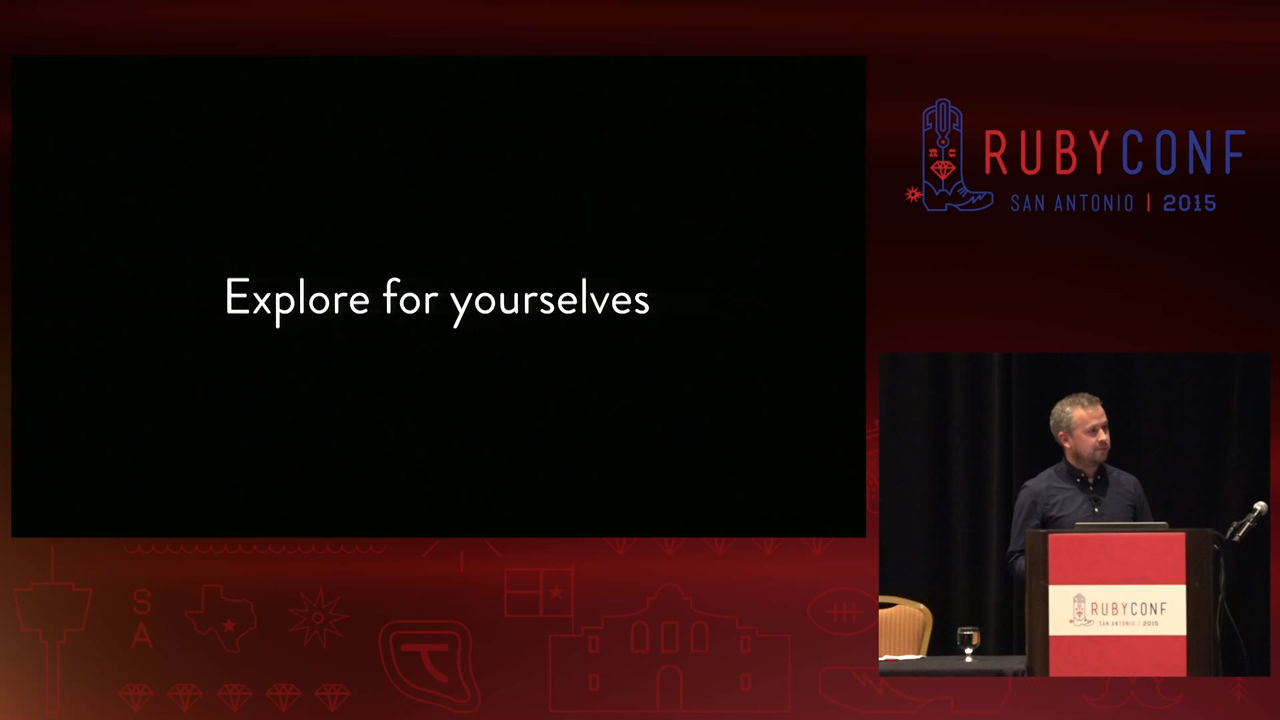 Explore for yourselves
RUBYCONF
SAN ANTONIO | 2015
RUBYCONF
SAN ANTONIO | 2015
S
A